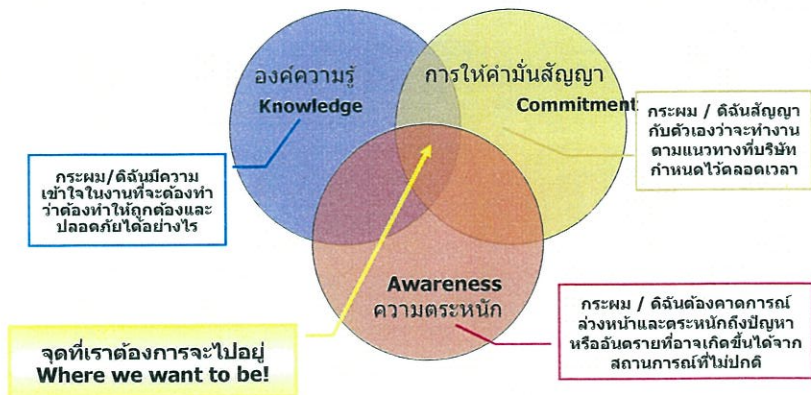 องค์ความรู้
Knowledge
การให้คำมั่นสัญญา
Commitment
กระผม / ดิฉันสัญญา
กับตัวเองว่าจะทำงาน
ตามแนวทางที่บริษัท
กำหนดไว้ตลอดเวลา
กระผม/ดิฉันมีความ
เข้าใจในงานที่จะต้องทำ
ว่าต้องทำให้ถูกต้องและ
ปลอดภัยได้อย่างไร
Awareness
ความตระหนัก
กระผม / ดิฉันต้องคาดการณ์
ล่วงหน้าและตระหนักถึงปัญหา
หรืออันตรายที่อาจเกิดขึ้นได้จาก
สถานการณ์ที่ไม่ปกติ
จุดที่เราต้องการจะไปอยู่
Where we want to be!